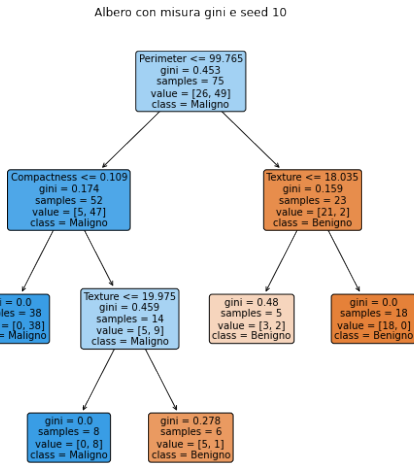 Albero con misura gini e seed 10
Perimeter <= 99.765
gini = 0.453
samples = 75
value = [26, 49]
class = Maligno
Compactness <= 0.109
gini = 0.174
samples = 52
value = [5, 47]
class = Maligno
Texture <= 18.035
gini = 0.159
samples = 23
value = [21, 2]
class = Benigno
= 0.0
= 38
= [0, 38]
= Maligno
Texture <= 19.975
gini = 0.459
samples = 14
value = [5, 9]
class = Maligno
gini = 0.48
samples = 5
value = [3, 2]
class = Benigno
gini = 0.0
samples = 18
value = [18, 0]
class = Benigno
gini = 0.0
samples = 8
value = [0, 8]
class = Maligno
gini = 0.278
samples = 6
value = [5, 1]
class = Benigno